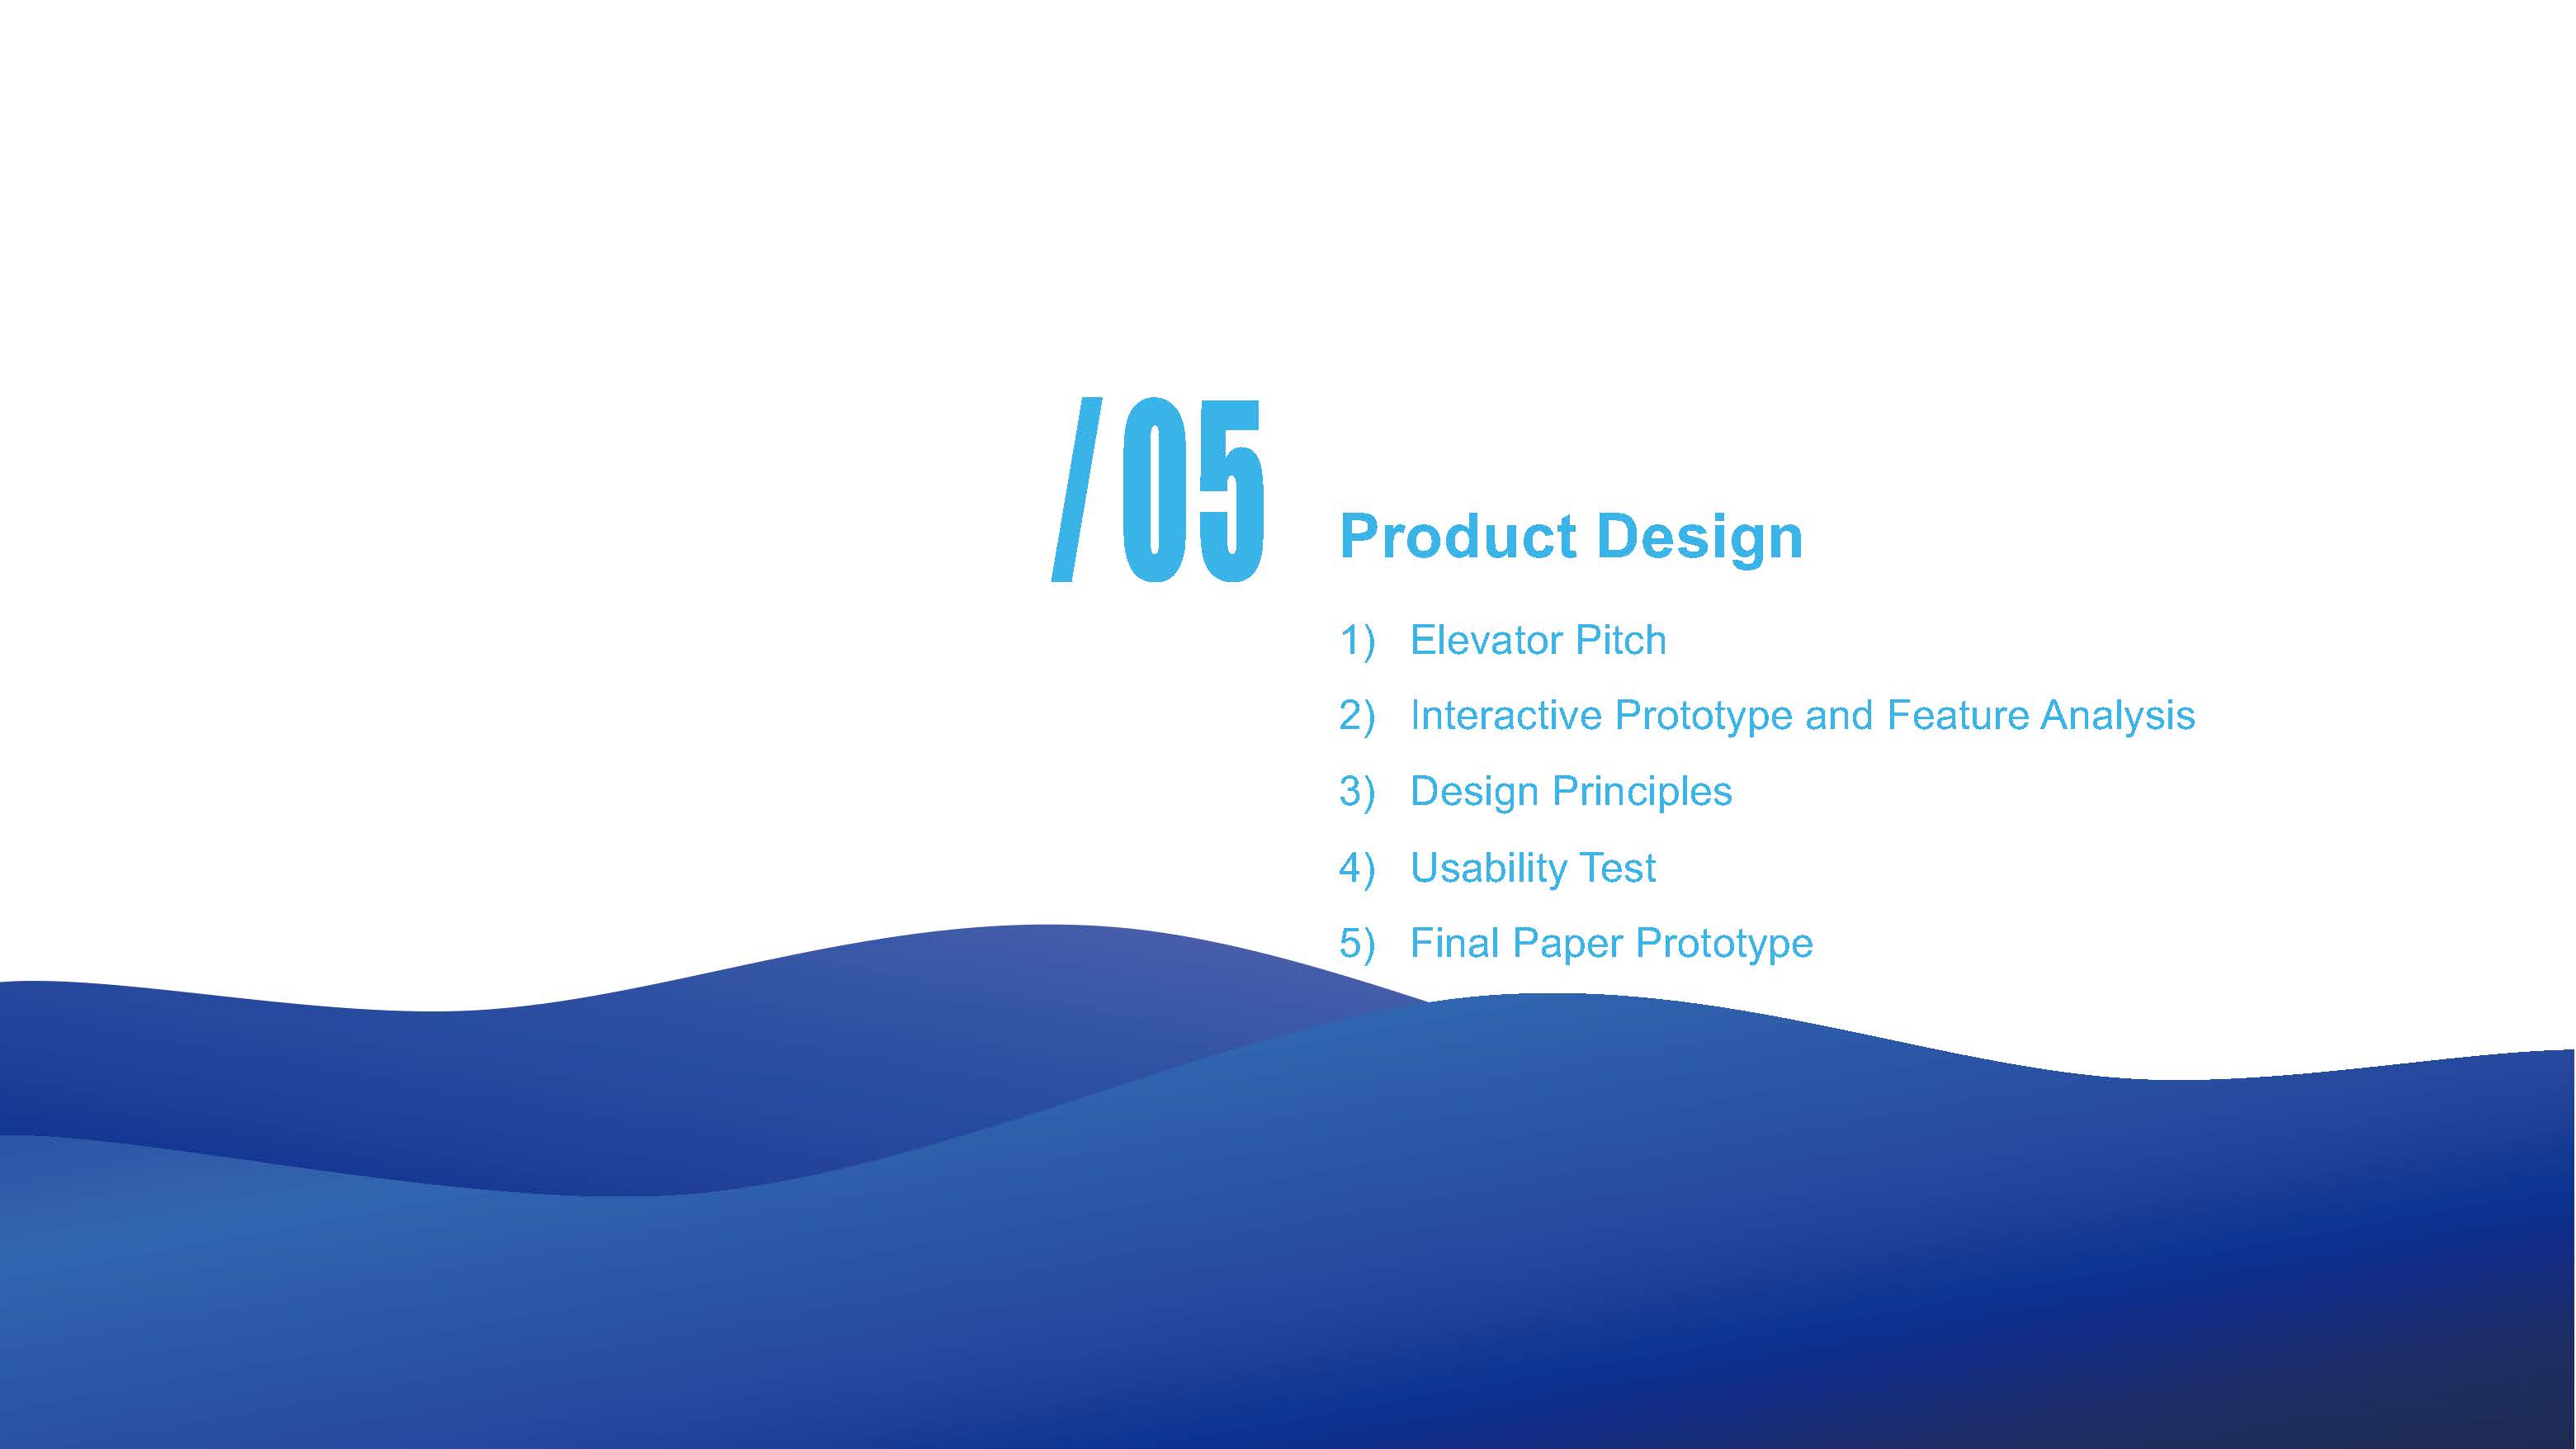 /05
Product Design
1) Elevator Pitch
2) Interactive Prototype and Feature Analysis
3) Design Principles
4) Usability Test
5) Final Paper Prototype